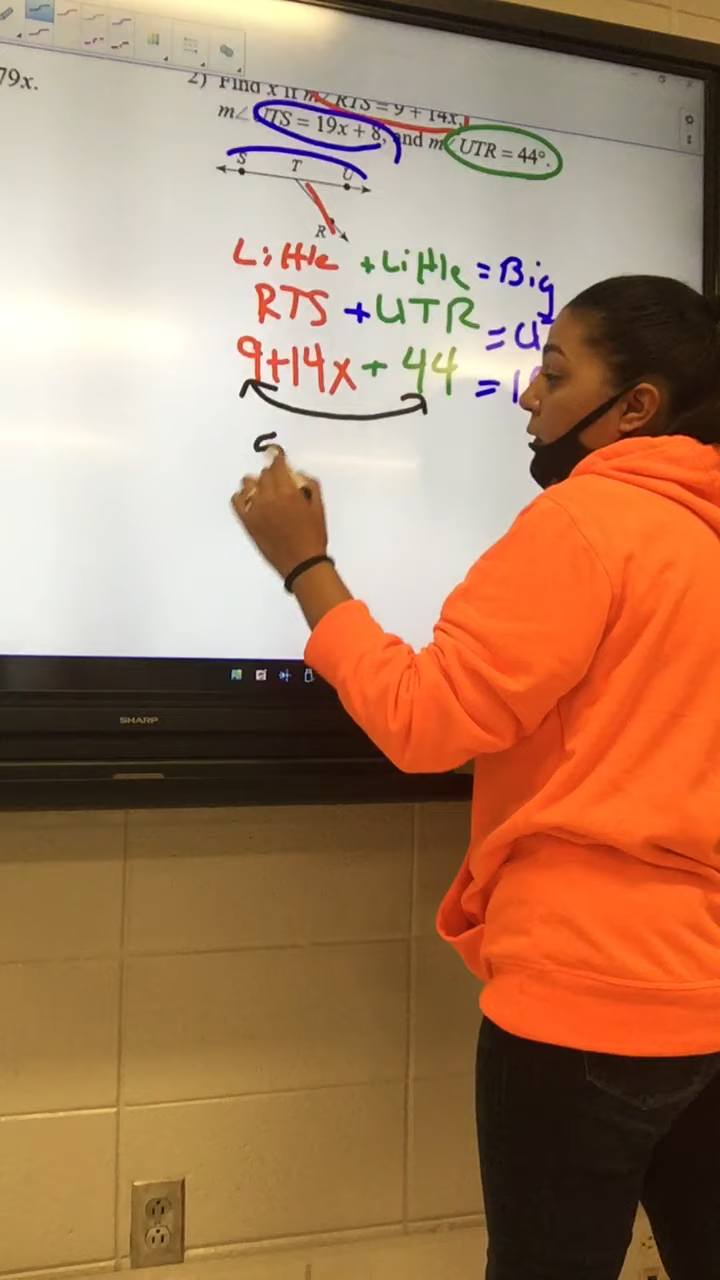 79x.
2) Find x if m∠RTS = 9 + 14x,
m∠UTS = 19x + 8, and m∠UTR = 44°.
S T U
R
Little + Little = Big
RTS + UTR = U
9+14x + 44 = 1
SHARP